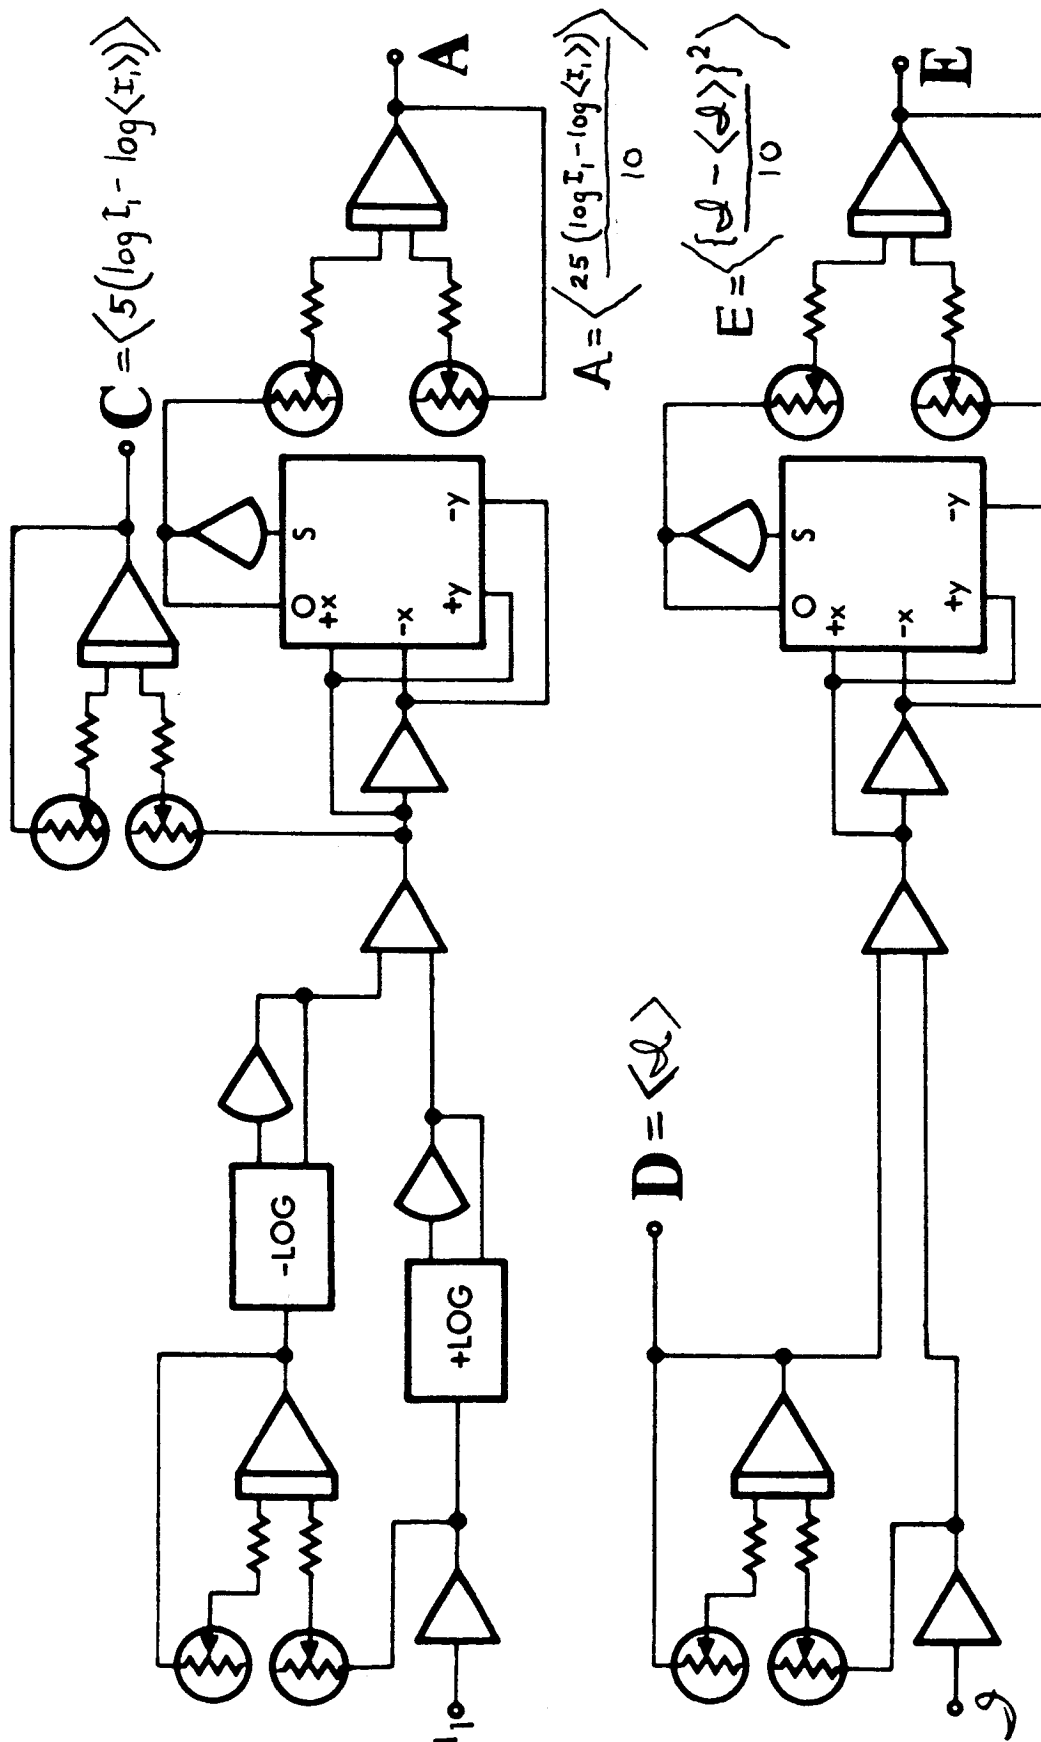 C = ⟨5(log I₁ - log⟨I₁⟩)⟩
A
A = ⟨25(log I₁ - log⟨I₁⟩)⟩
10
S
O
+x
-x
+y
-y
-LOG
+LOG
I₁
E
E = ⟨{ℐ - ⟨ℐ⟩}²⟩
10
S
O
+x
-x
+y
-y
D = ⟨ℐ⟩
ℐ